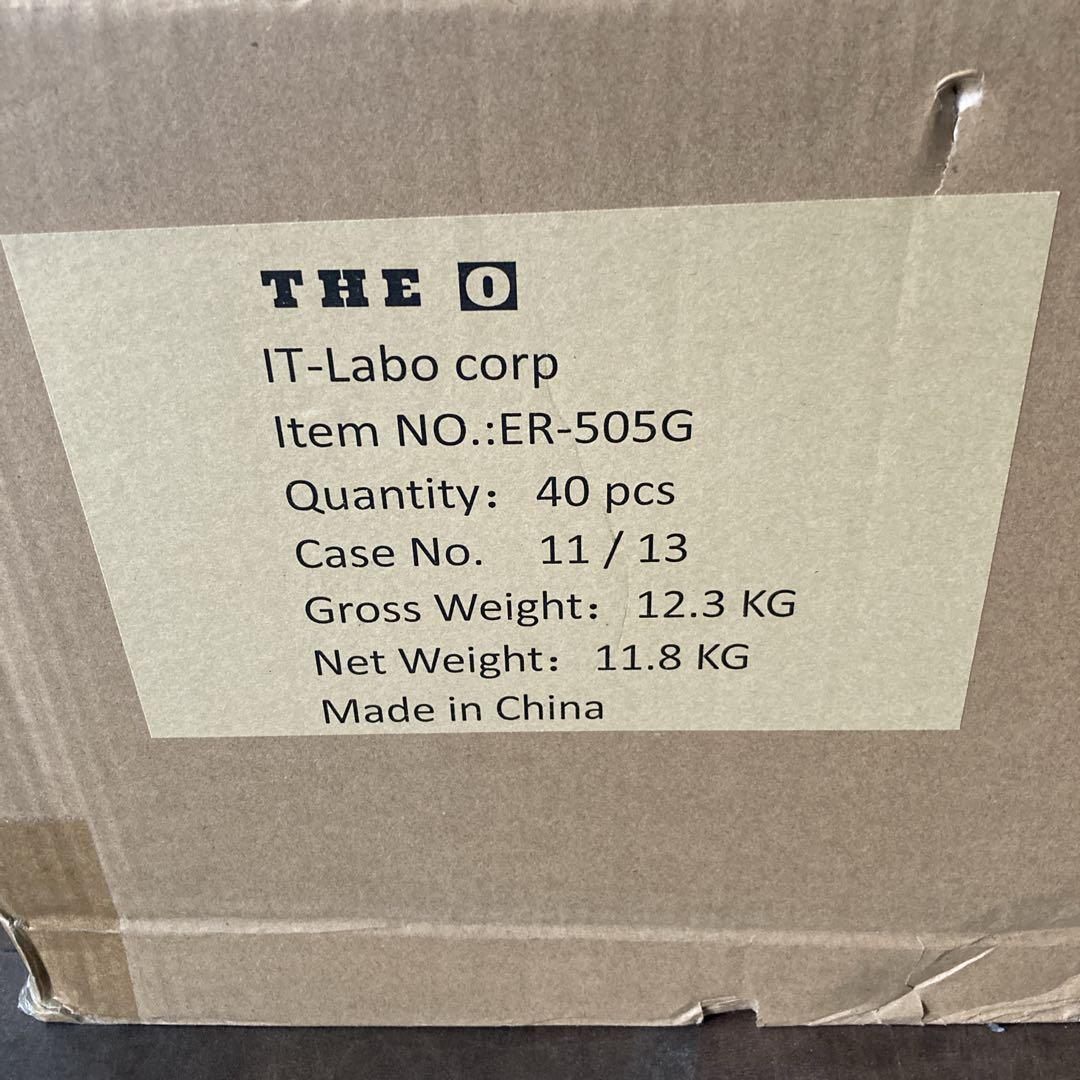 THE O
IT-Labo corp
Item NO.:ER-505G
Quantity： 40 pcs
Case No. 11 / 13
Gross Weight： 12.3 KG
Net Weight： 11.8 KG
Made in China